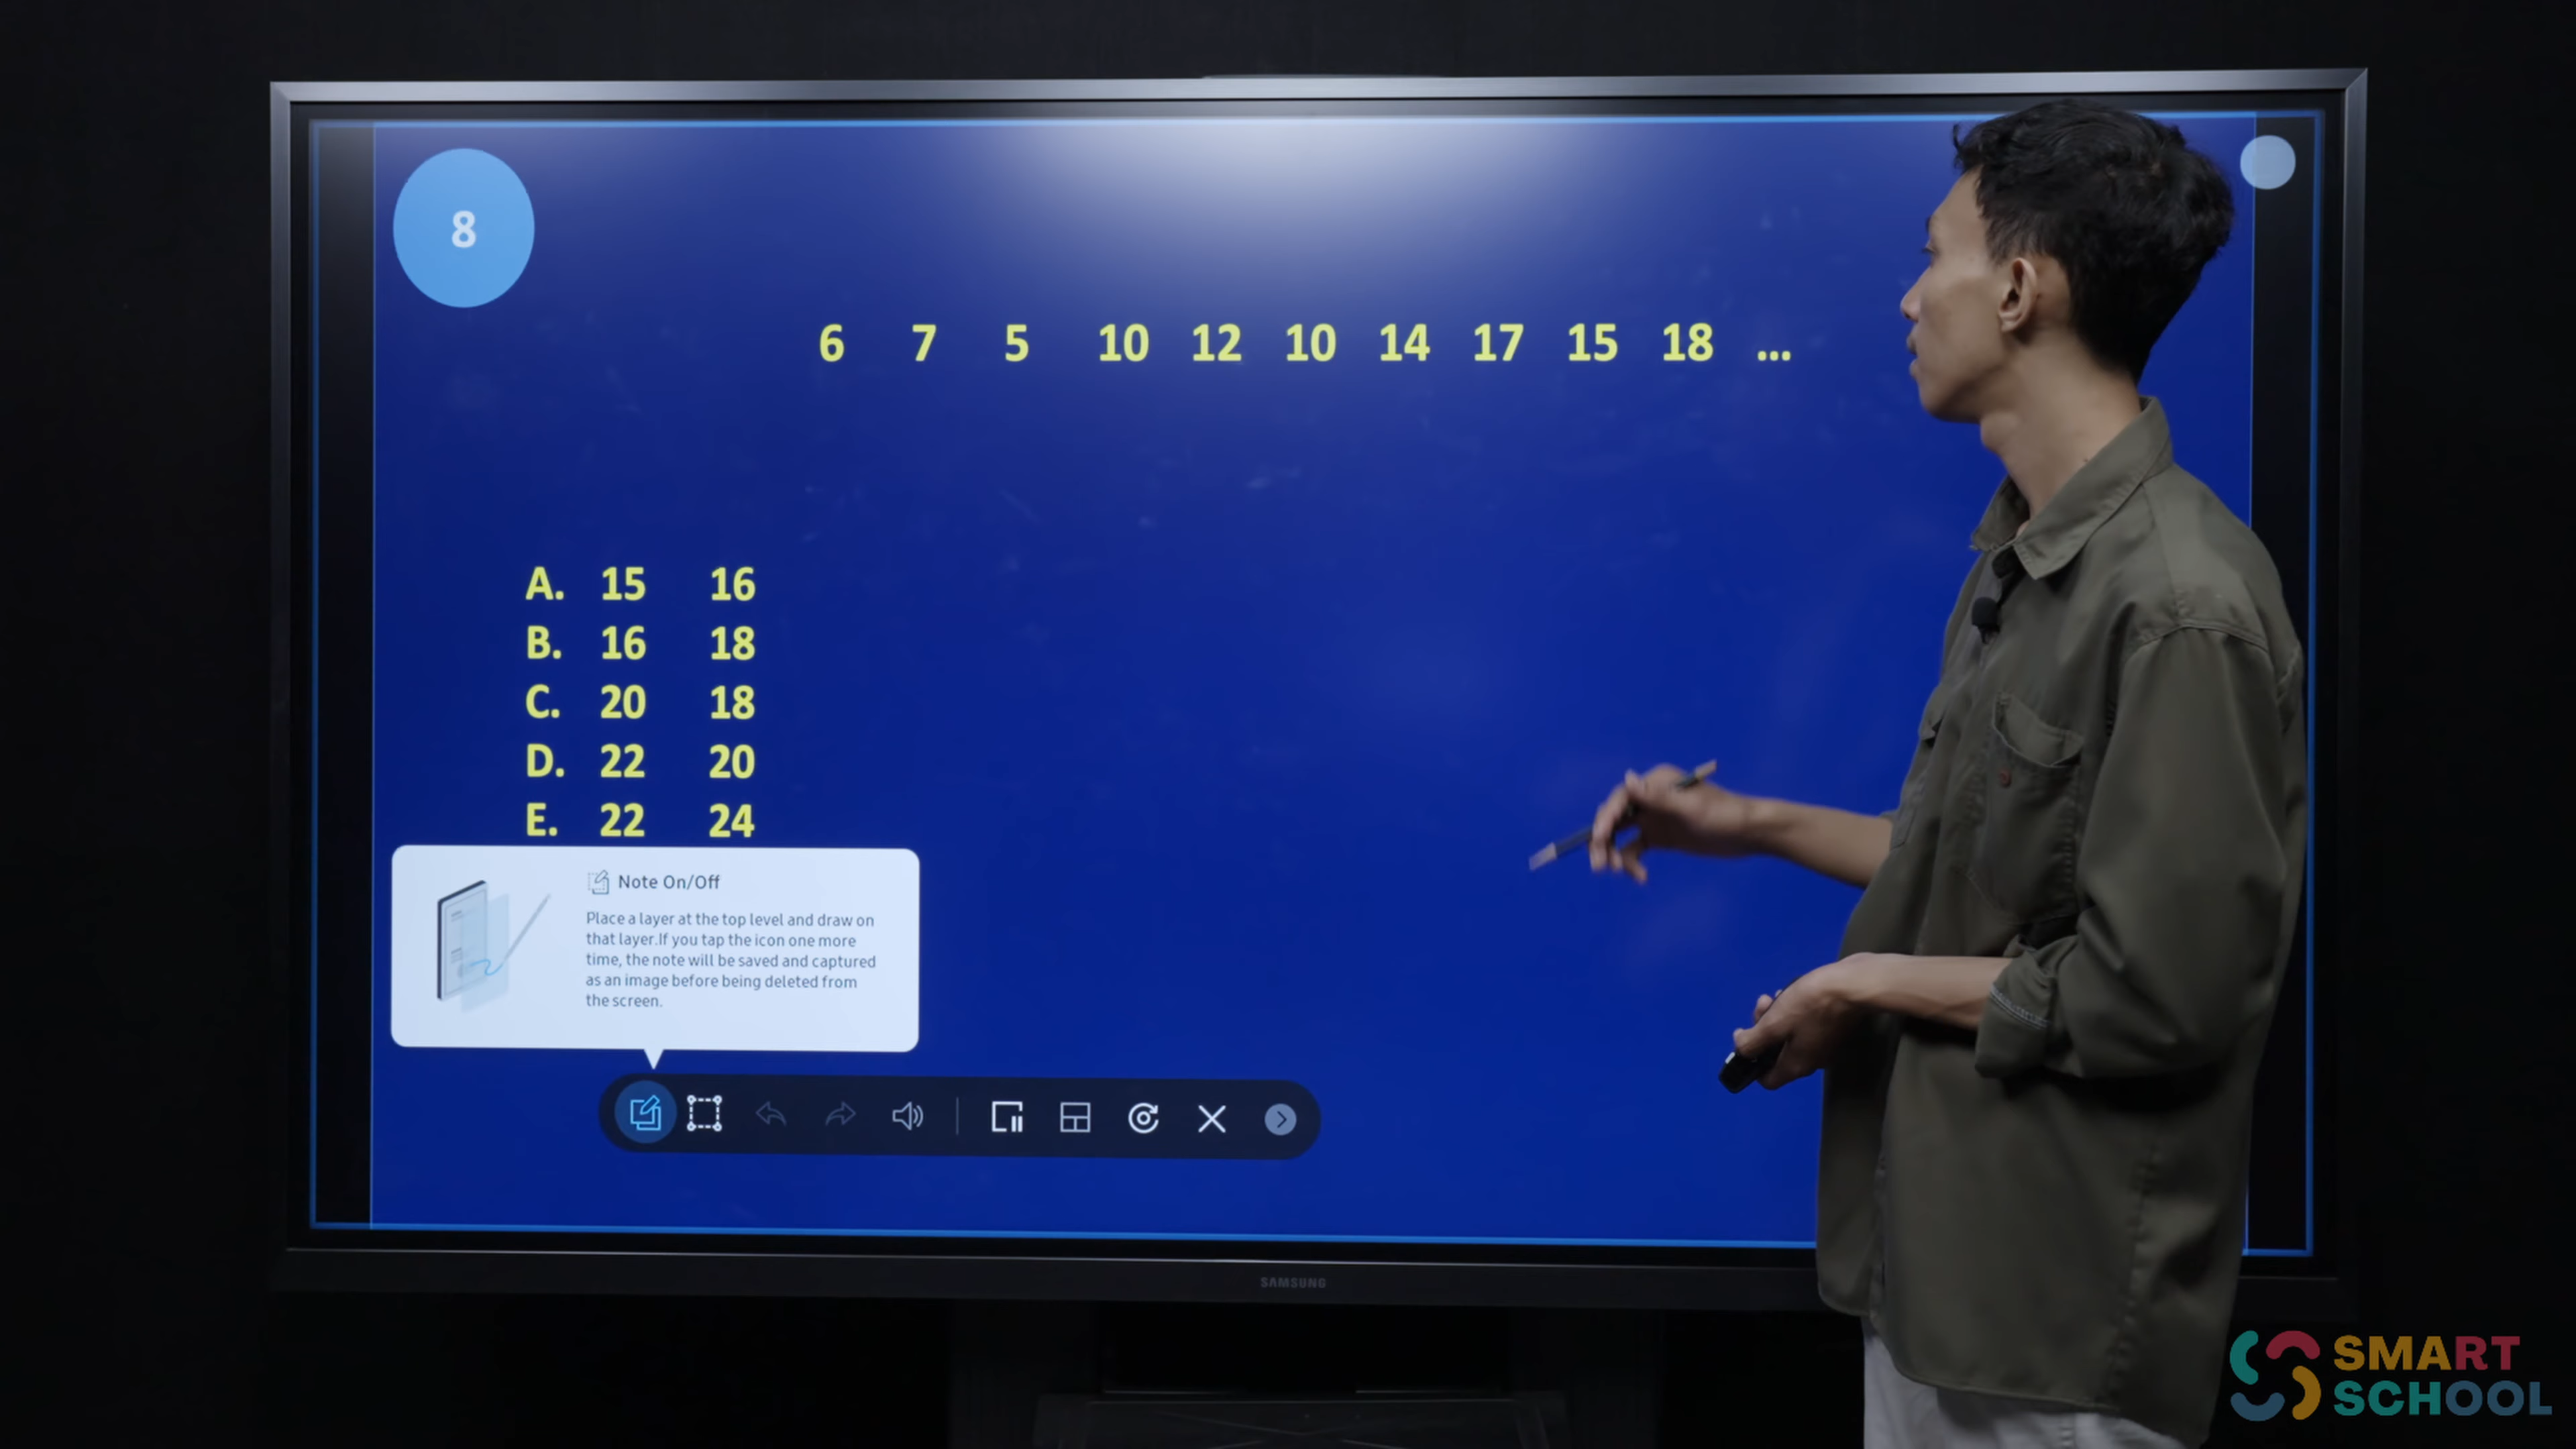 8
6 7 5 10 12 10 14 17 15 18 ...
A. 15 16
B. 16 18
C. 20 18
D. 22 20
E. 22 24
Note On/Off
Place a layer at the top level and draw on
that layer.If you tap the icon one more
time, the note will be saved and captured
as an image before being deleted from
the screen.
SAMSUNG
SMART
SCHOOL